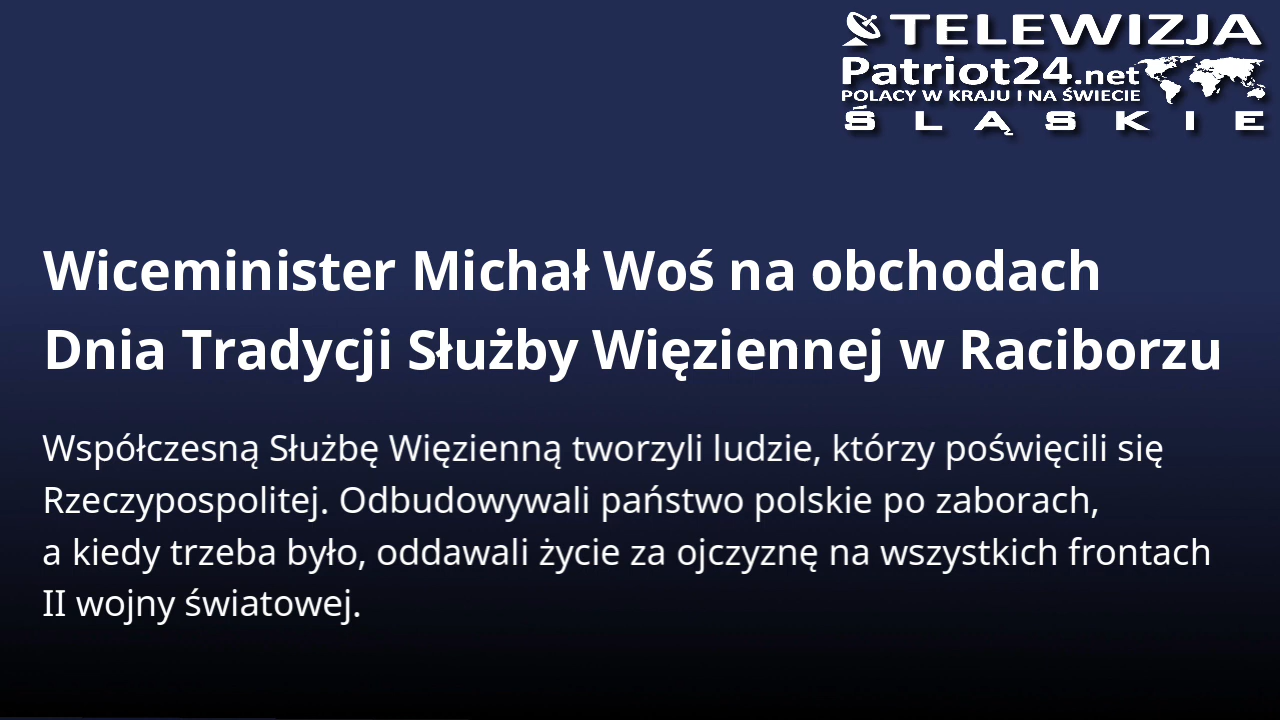 TELEWIZJA
Patriot24.net
POLACY W KRAJU I NA ŚWIECIE
ŚLĄSKIE
Wiceminister Michał Woś na obchodach
Dnia Tradycji Służby Więziennej w Raciborzu
Współczesną Służbę Więzienną tworzyli ludzie, którzy poświęcili się
Rzeczypospolitej. Odbudowywali państwo polskie po zaborach,
a kiedy trzeba było, oddawali życie za ojczyznę na wszystkich frontach
II wojny światowej.